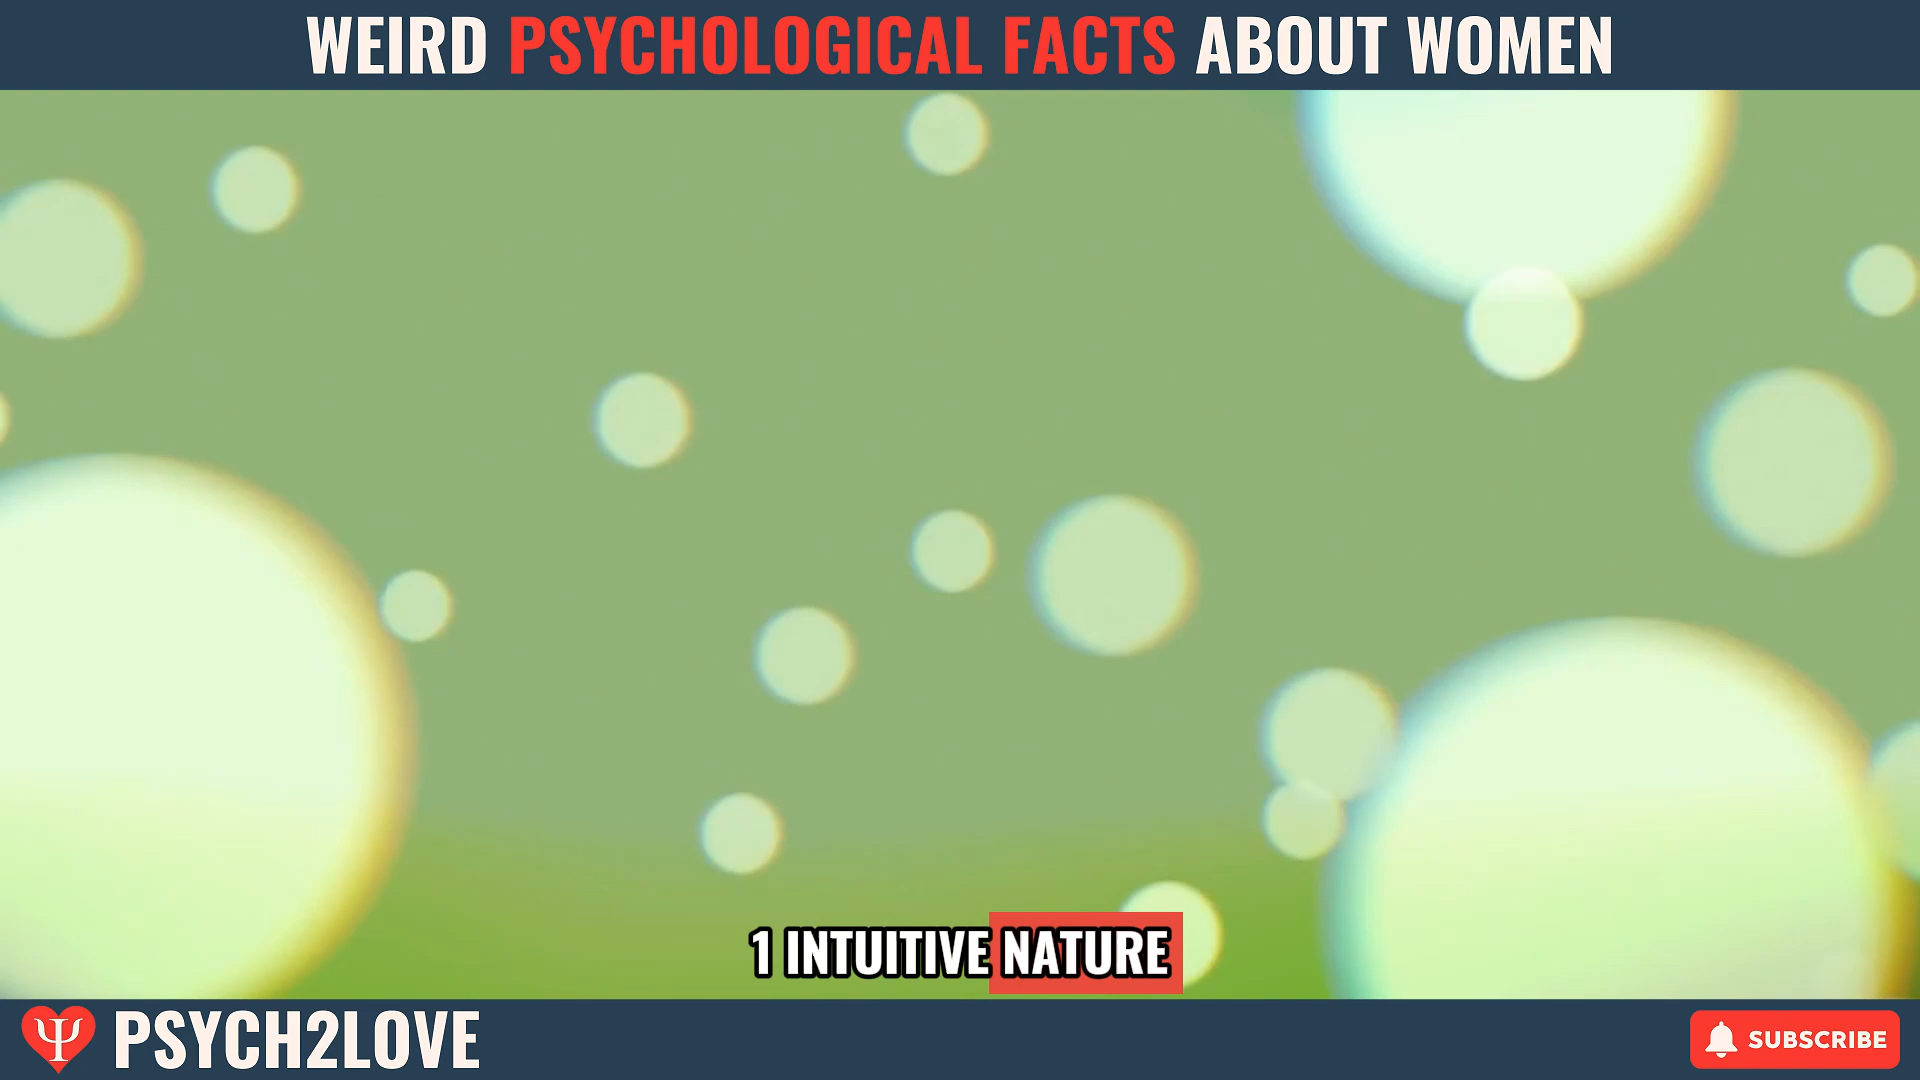 WEIRD PSYCHOLOGICAL FACTS ABOUT WOMEN
1 INTUITIVE NATURE
PSYCH2LOVE
SUBSCRIBE